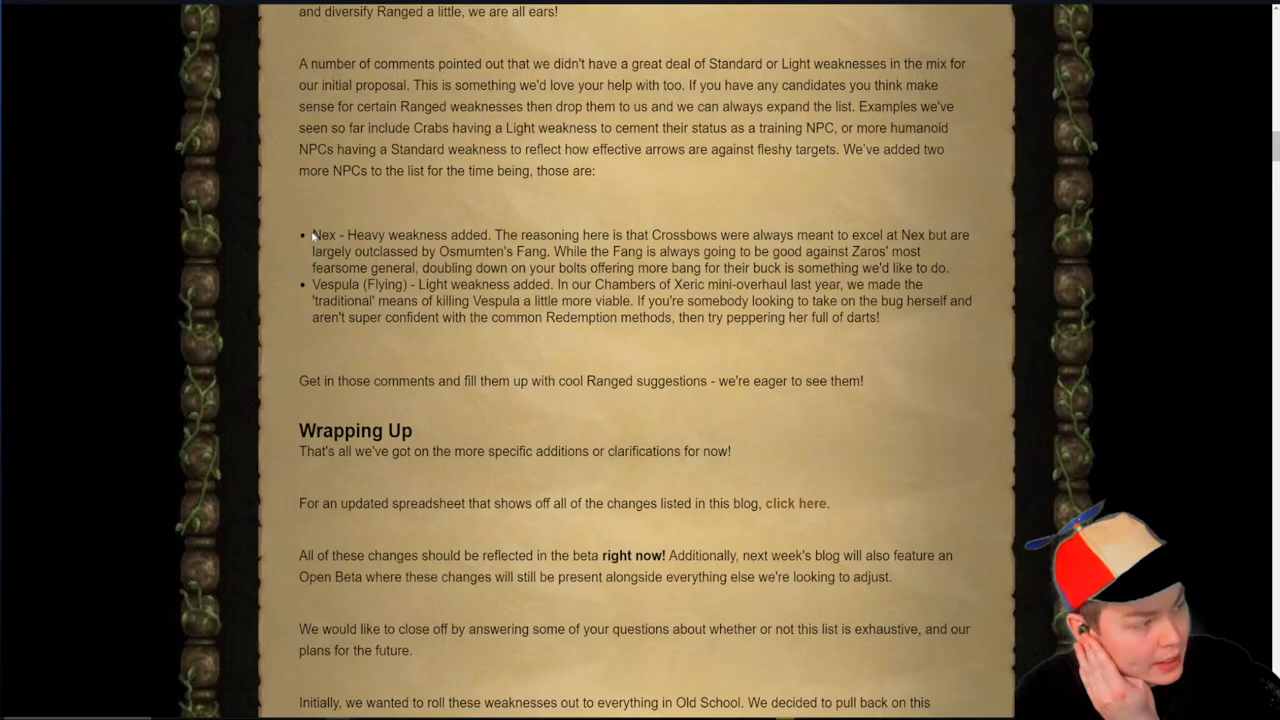 and diversify Ranged a little, we are all ears!
A number of comments pointed out that we didn't have a great deal of Standard or Light weaknesses in the mix for
our initial proposal. This is something we'd love your help with too. If you have any candidates you think make
sense for certain Ranged weaknesses then drop them to us and we can always expand the list. Examples we've
seen so far include Crabs having a Light weakness to cement their status as a training NPC, or more humanoid
NPCs having a Standard weakness to reflect how effective arrows are against fleshy targets. We've added two
more NPCs to the list for the time being, those are:
• Nex - Heavy weakness added. The reasoning here is that Crossbows were always meant to excel at Nex but are
largely outclassed by Osmumten's Fang. While the Fang is always going to be good against Zaros' most
fearsome general, doubling down on your bolts offering more bang for their buck is something we'd like to do.
• Vespula (Flying) - Light weakness added. In our Chambers of Xeric mini-overhaul last year, we made the
'traditional' means of killing Vespula a little more viable. If you're somebody looking to take on the bug herself and
aren't super confident with the common Redemption methods, then try peppering her full of darts!
Get in those comments and fill them up with cool Ranged suggestions - we're eager to see them!
Wrapping Up
That's all we've got on the more specific additions or clarifications for now!
For an updated spreadsheet that shows off all of the changes listed in this blog, click here.
All of these changes should be reflected in the beta right now! Additionally, next week's blog will also feature an
Open Beta where these changes will still be present alongside everything else we're looking to adjust.
We would like to close off by answering some of your questions about whether or not this list is exhaustive, and our
plans for the future.
Initially, we wanted to roll these weaknesses out to everything in Old School. We decided to pull back on this